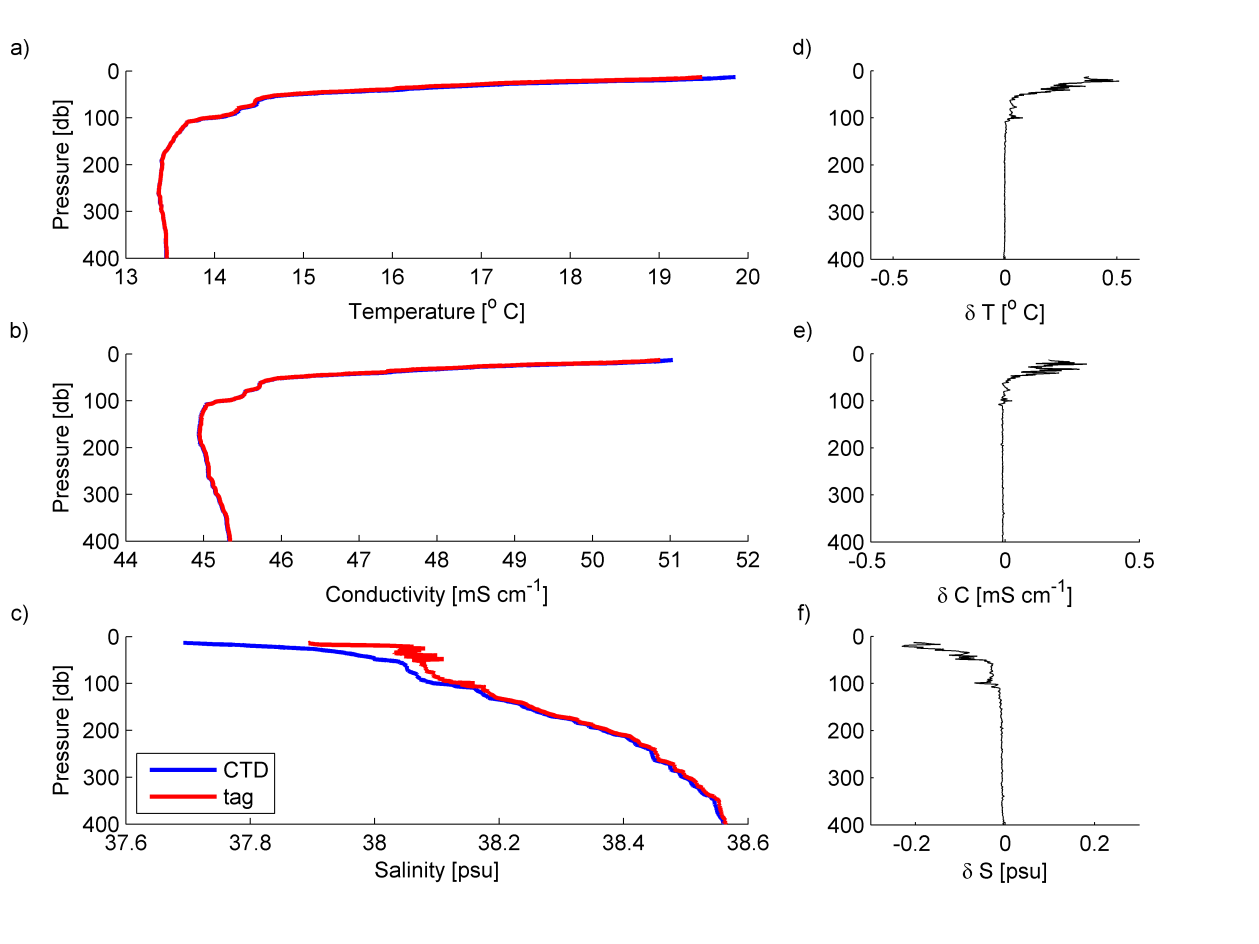 a)
0
100
200
300
400
Pressure [db]
13 14 15 16 17 18 19 20
Temperature [o C]
d)
0
100
200
300
400
-0.5 0 0.5
δ T [o C]
b)
0
100
200
300
400
Pressure [db]
44 45 46 47 48 49 50 51 52
Conductivity [mS cm-1]
e)
0
100
200
300
400
-0.5 0 0.5
δ C [mS cm-1]
c)
0
100
200
300
400
Pressure [db]
CTD
tag
37.6 37.8 38 38.2 38.4 38.6
Salinity [psu]
f)
0
100
200
300
400
-0.2 0 0.2
δ S [psu]